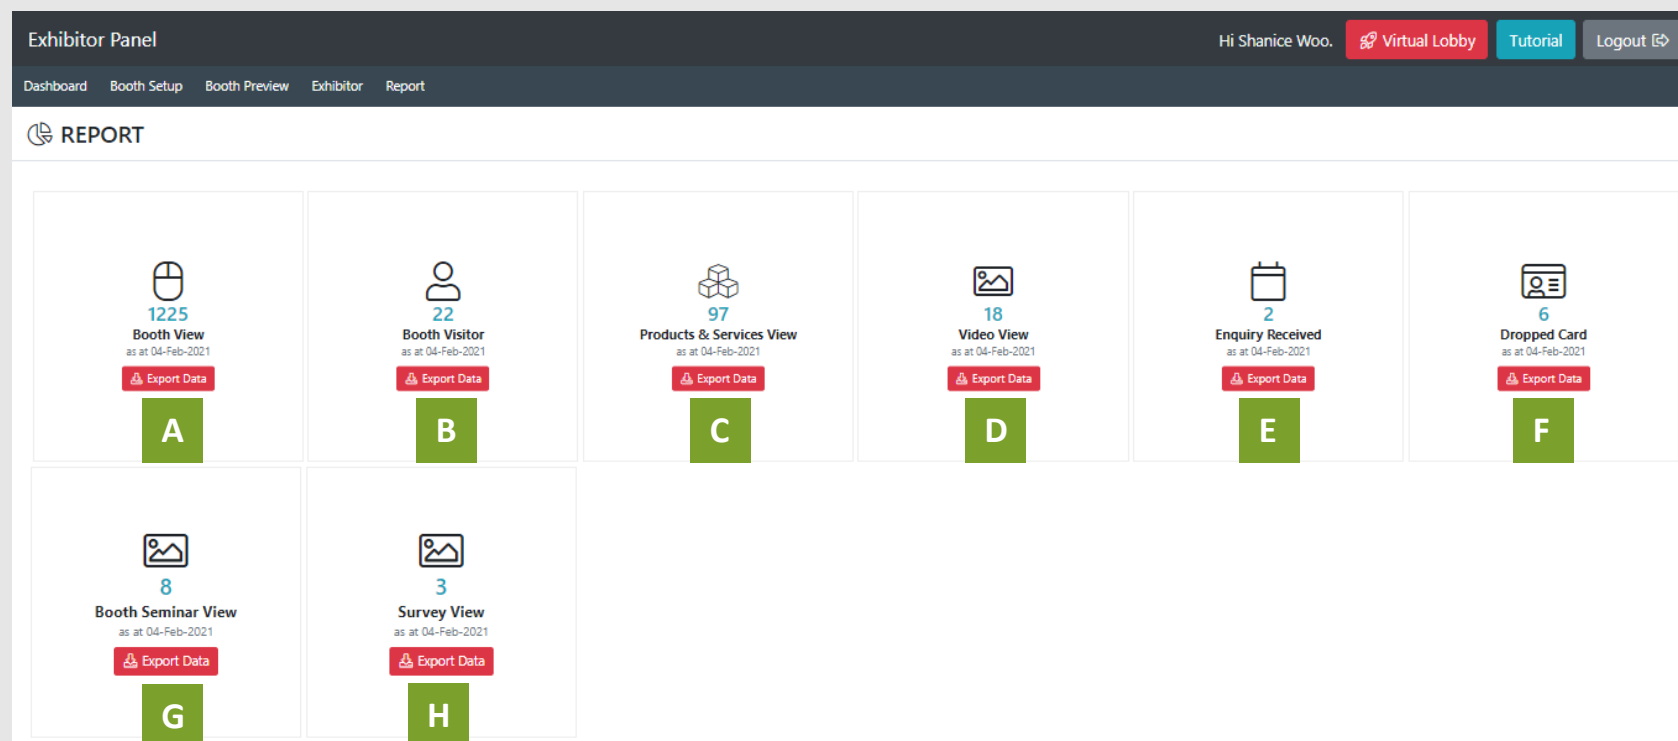 Exhibitor Panel
Hi Shanice Woo. Virtual Lobby Tutorial Logout
Dashboard Booth Setup Booth Preview Exhibitor Report
REPORT
1225
Booth View
as at 04-Feb-2021
Export Data
A
22
Booth Visitor
as at 04-Feb-2021
Export Data
B
97
Products & Services View
as at 04-Feb-2021
Export Data
C
18
Video View
as at 04-Feb-2021
Export Data
D
2
Enquiry Received
as at 04-Feb-2021
Export Data
E
6
Dropped Card
as at 04-Feb-2021
Export Data
F
8
Booth Seminar View
as at 04-Feb-2021
Export Data
G
3
Survey View
as at 04-Feb-2021
Export Data
H